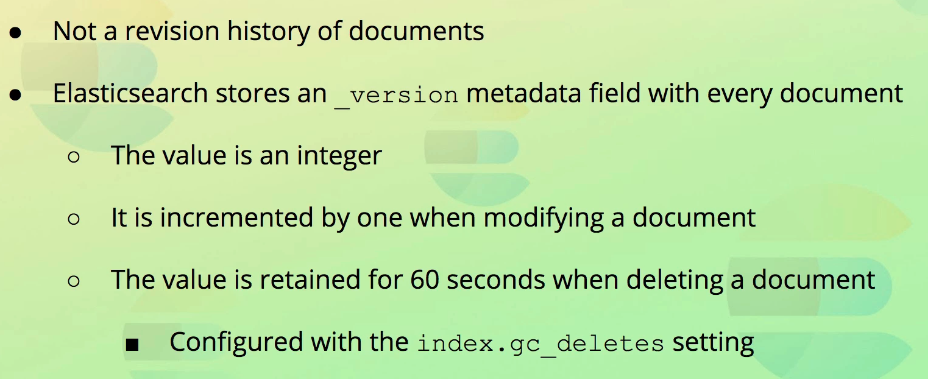 ● Not a revision history of documents
● Elasticsearch stores an _version metadata field with every document
○ The value is an integer
○ It is incremented by one when modifying a document
○ The value is retained for 60 seconds when deleting a document
■ Configured with the index.gc_deletes setting